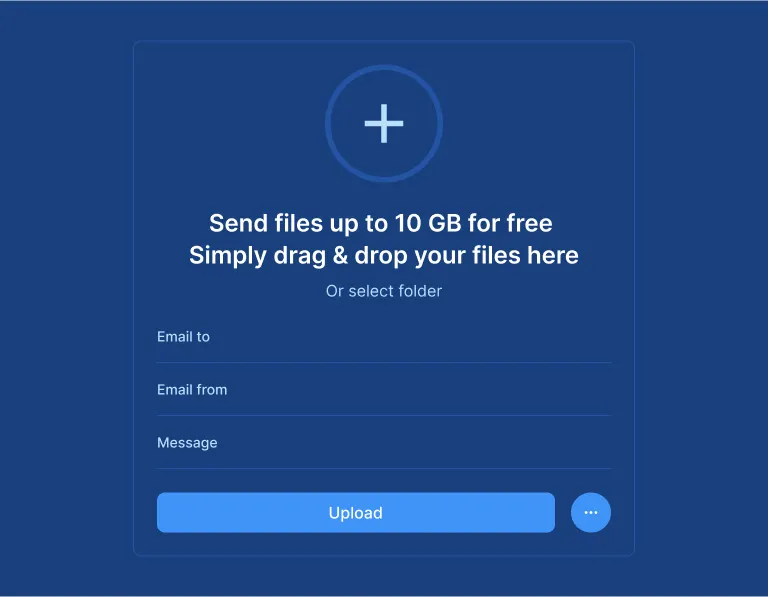 Send files up to 10 GB for free
Simply drag & drop your files here
Or select folder
Email to
Email from
Message
Upload